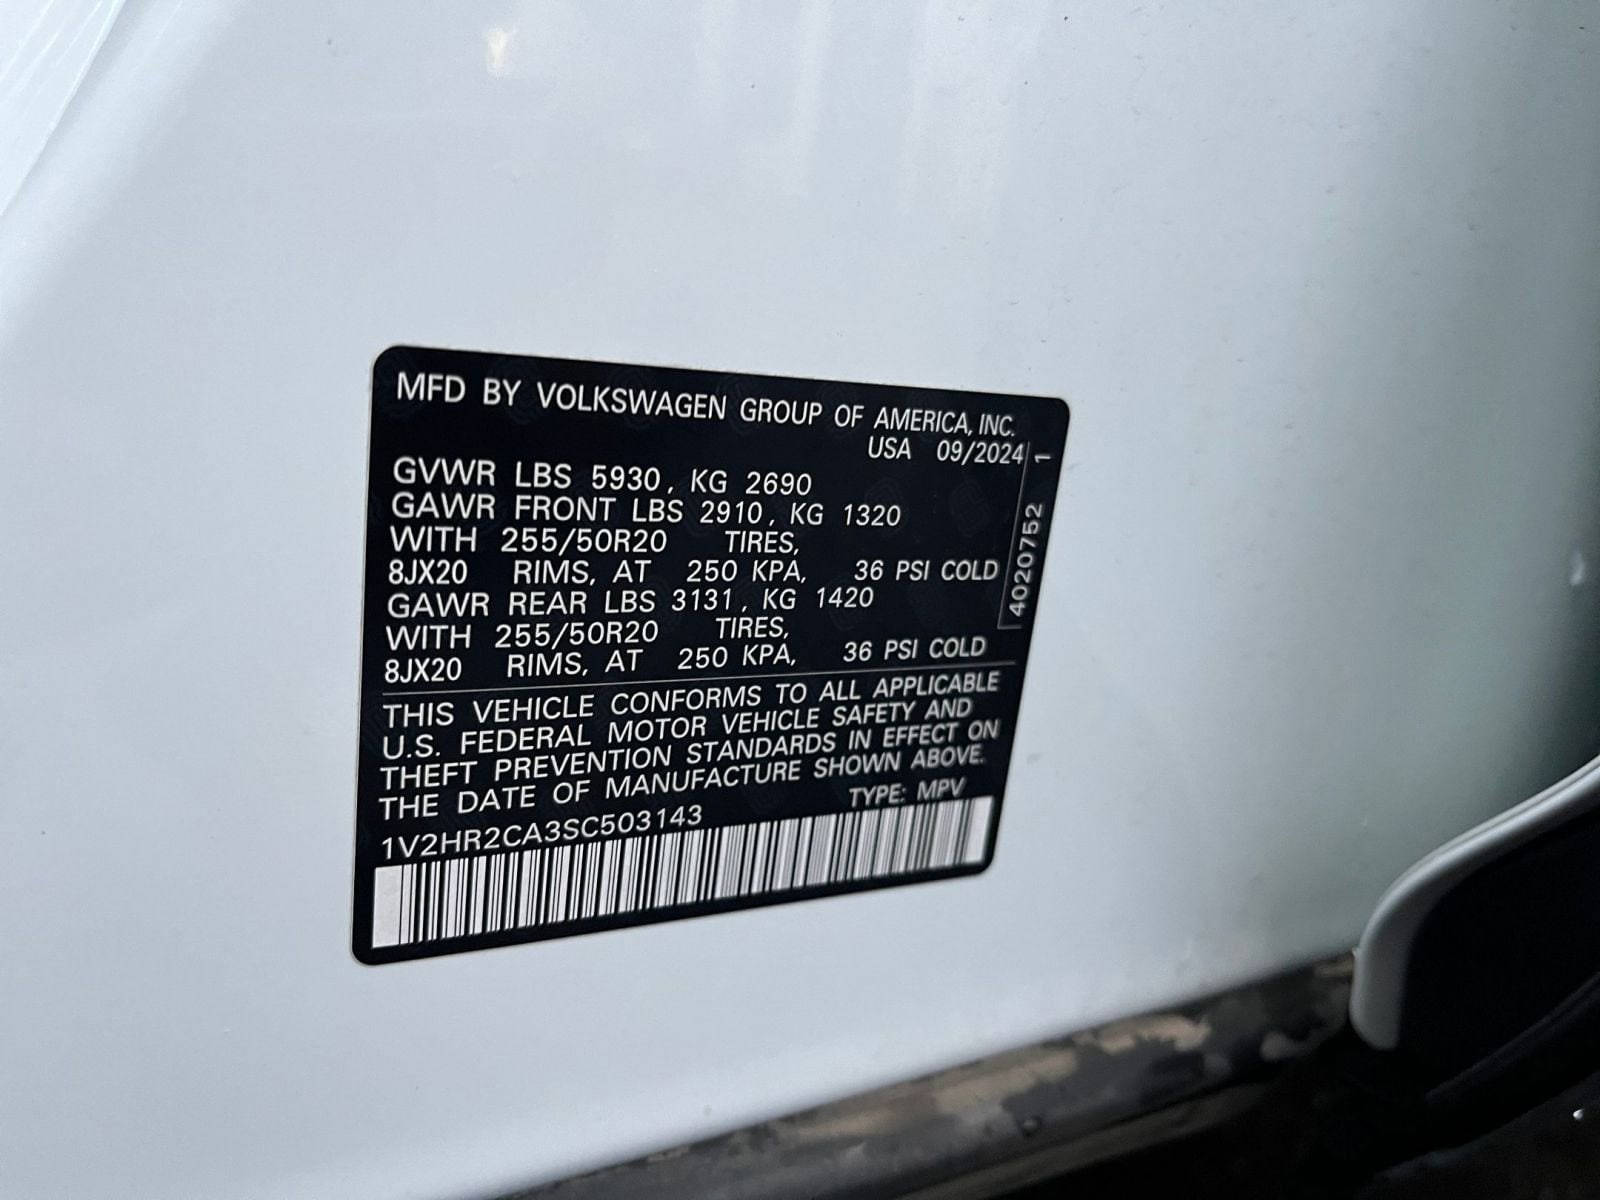 MFD BY VOLKSWAGEN GROUP OF AMERICA, INC.
USA 09/2024
GVWR LBS 5930, KG 2690
GAWR FRONT LBS 2910, KG 1320
WITH 255/50R20 TIRES,
8JX20 RIMS, AT 250 KPA, 36 PSI COLD
GAWR REAR LBS 3131, KG 1420
WITH 255/50R20 TIRES,
8JX20 RIMS, AT 250 KPA, 36 PSI COLD
4020752 1
THIS VEHICLE CONFORMS TO ALL APPLICABLE
U.S. FEDERAL MOTOR VEHICLE SAFETY AND
THEFT PREVENTION STANDARDS IN EFFECT ON
THE DATE OF MANUFACTURE SHOWN ABOVE.
1V2HR2CA3SC503143 TYPE: MPV